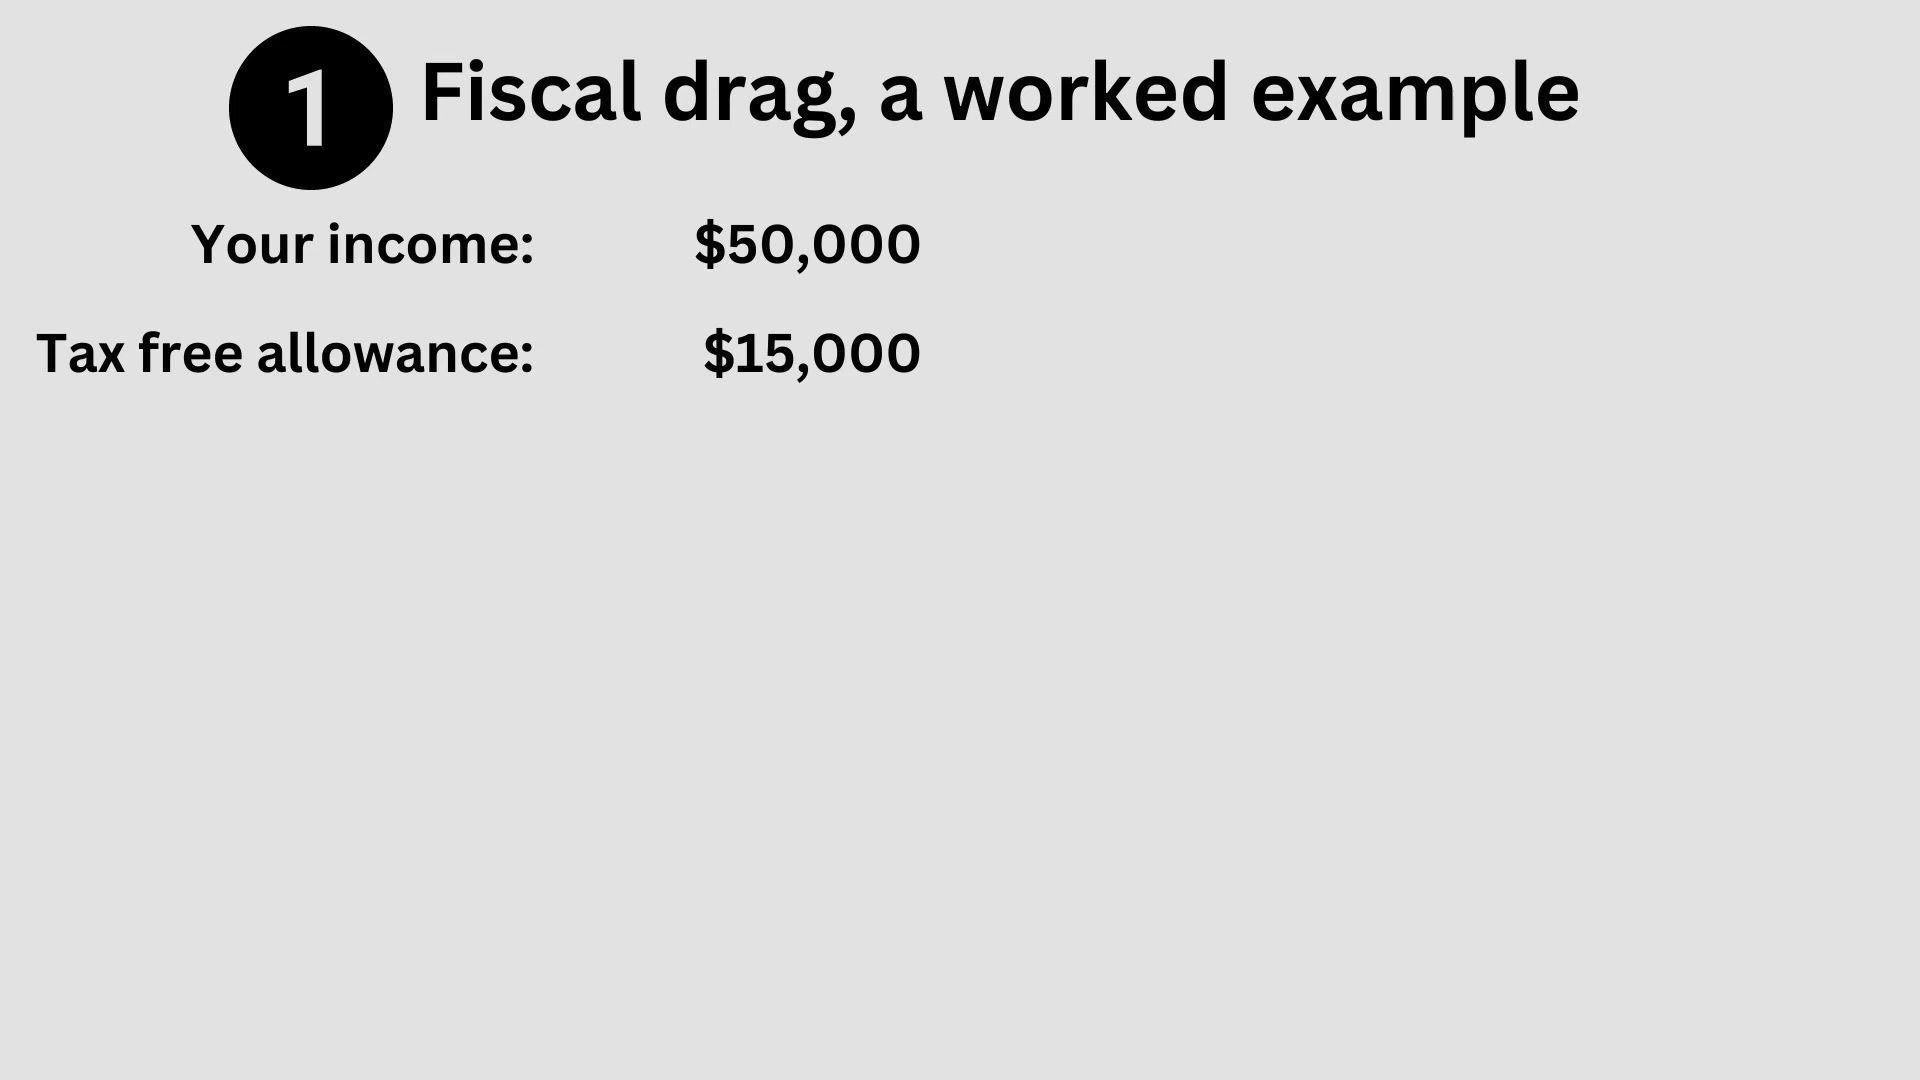 1 Fiscal drag, a worked example
Your income: $50,000
Tax free allowance: $15,000